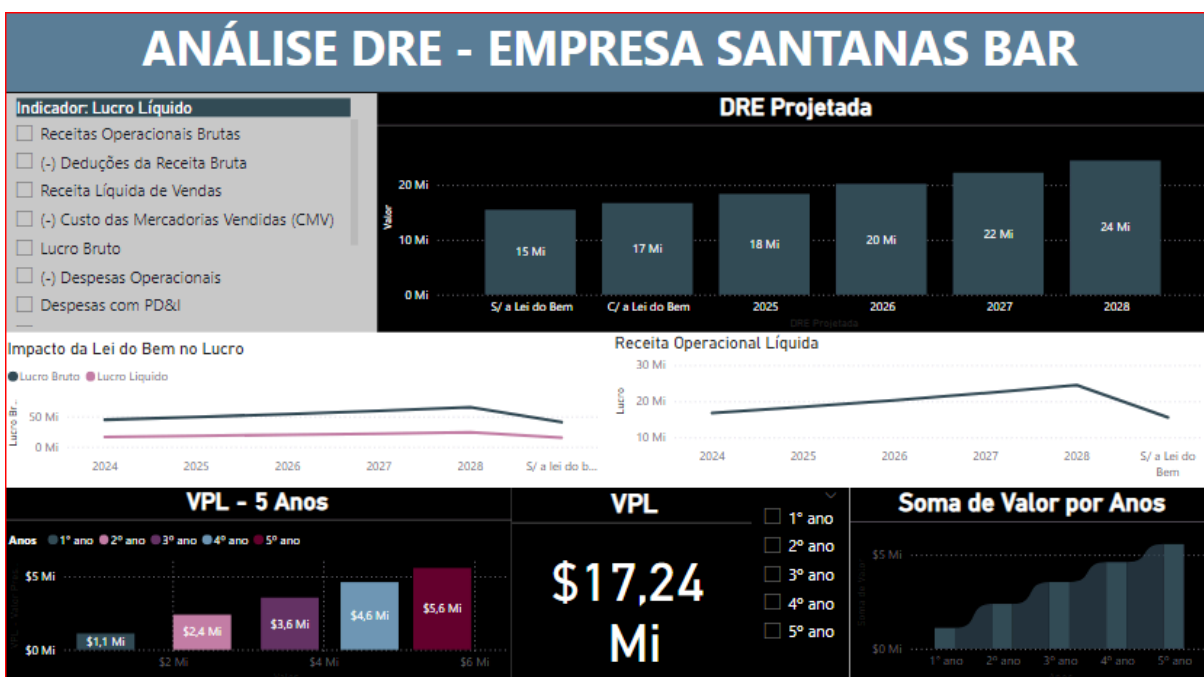 ANÁLISE DRE - EMPRESA SANTANAS BAR
Indicador: Lucro Líquido
Receitas Operacionais Brutas
(-) Deduções da Receita Bruta
Receita Líquida de Vendas
(-) Custo das Mercadorias Vendidas (CMV)
Lucro Bruto
(-) Despesas Operacionais
Despesas com PD&I
DRE Projetada
Valor
20 Mi
10 Mi
0 Mi
15 Mi
17 Mi
18 Mi
20 Mi
22 Mi
24 Mi
S/ a Lei do Bem
C/ a Lei do Bem
2025
2026
2027
2028
DRE Projetada
Impacto da Lei do Bem no Lucro
Lucro Bruto
Lucro Liquido
Lucro Br...
50 Mi
0 Mi
2024
2025
2026
2027
2028
S/ a lei do b...
Receita Operacional Líquida
Lucro
30 Mi
20 Mi
10 Mi
2024
2025
2026
2027
2028
S/ a Lei do
Bem
VPL - 5 Anos
Anos
1º ano
2º ano
3º ano
4º ano
5º ano
$5 Mi
$0 Mi
$1,1 Mi
$2,4 Mi
$3,6 Mi
$4,6 Mi
$5,6 Mi
$2 Mi
$4 Mi
$6 Mi
VPL
$17,24
Mi
1° ano
2º ano
3º ano
4º ano
5º ano
Soma de Valor por Anos
Soma de Valor
$5 Mi
$0 Mi
1° ano
2º ano
3º ano
4º ano
5º ano